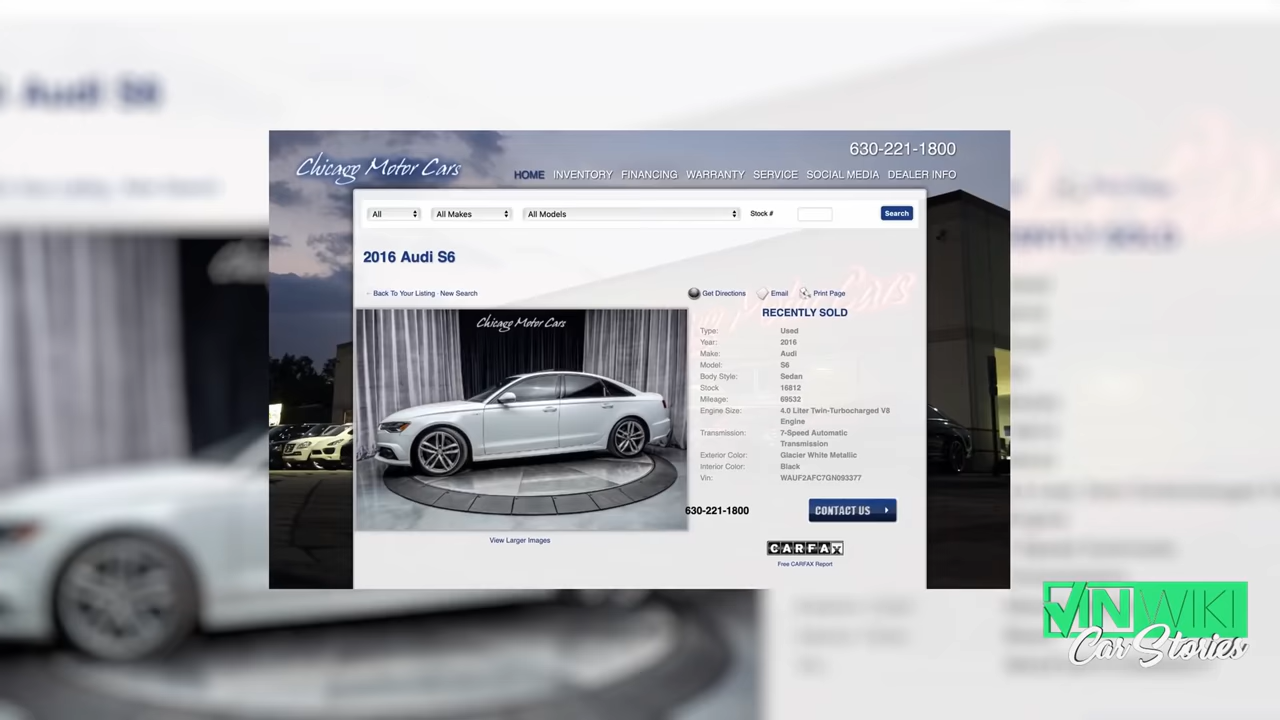 Audi S6
630-221-1800
Chicago Motor Cars
HOME INVENTORY FINANCING WARRANTY SERVICE SOCIAL MEDIA DEALER INFO
All All Makes All Models Stock # Search
2016 Audi S6
Back To Your Listing - New Search
Get Directions Email Print Page
Chicago Motor Cars
RECENTLY SOLD
Type: Used
Year: 2016
Make: Audi
Model: S6
Body Style: Sedan
Stock 16812
Mileage: 69532
Engine Size: 4.0 Liter Twin-Turbocharged V8
Engine
Transmission: 7-Speed Automatic
Transmission
Exterior Color: Glacier White Metallic
Interior Color: Black
Vin: WAUF2AFC7GN093377
630-221-1800 CONTACT US
View Larger Images
CARFAX
Free CARFAX Report
VINWIKI
Car Stories